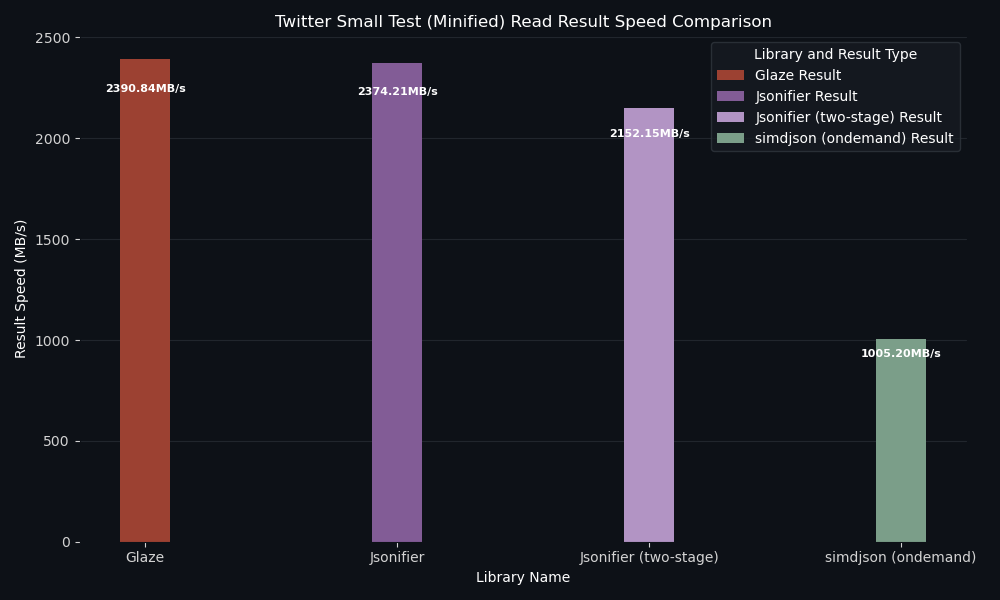 Twitter Small Test (Minified) Read Result Speed Comparison
Result Speed (MB/s)
2500
2000
1500
1000
500
0
2390.84MB/s
2374.21MB/s
2152.15MB/s
1005.20MB/s
Library and Result Type
Glaze Result
Jsonifier Result
Jsonifier (two-stage) Result
simdjson (ondemand) Result
Glaze
Jsonifier
Jsonifier (two-stage)
simdjson (ondemand)
Library Name